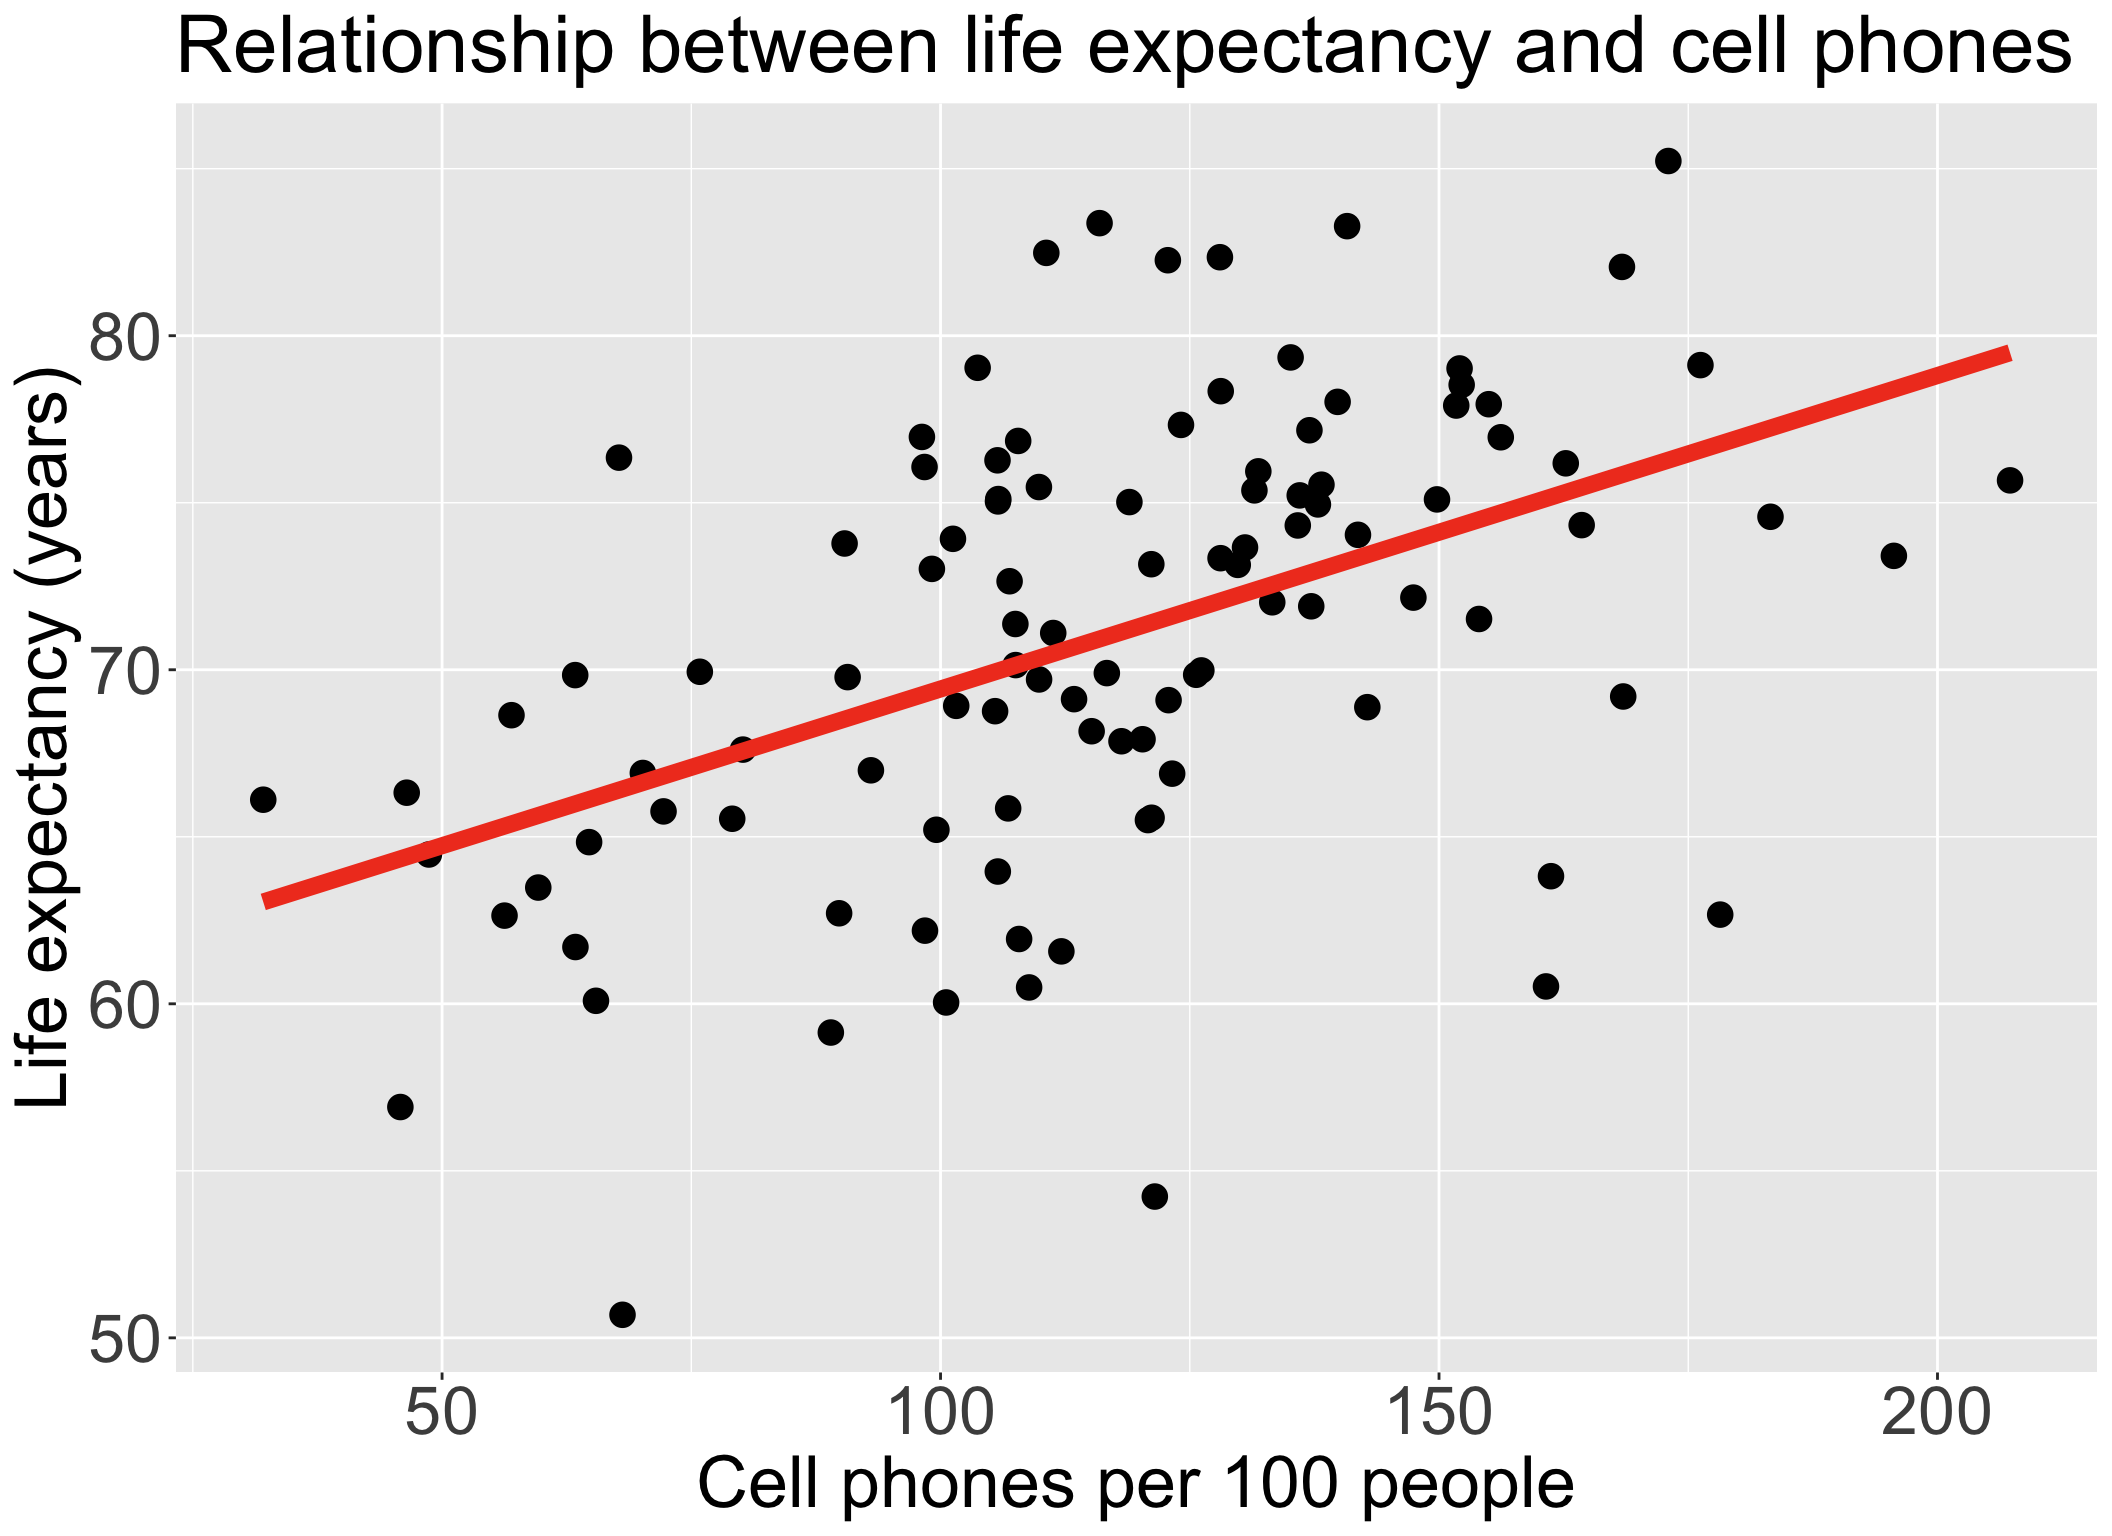 Relationship between life expectancy and cell phones
Life expectancy (years)
80
70
60
50
50 100 150 200
Cell phones per 100 people